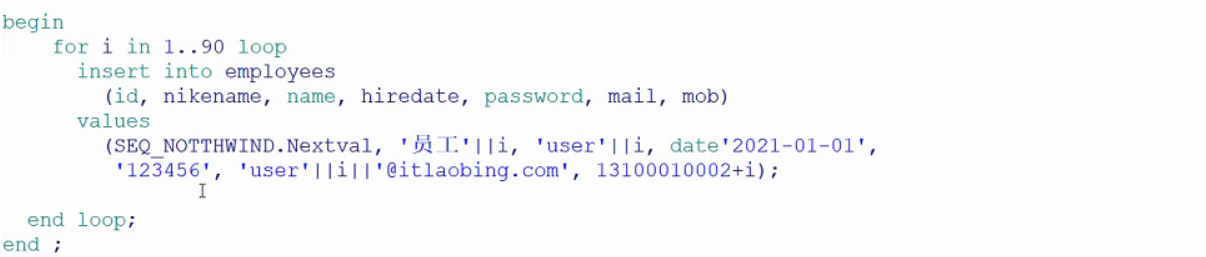 begin
    for i in 1..90 loop
      insert into employees
        (id, nikename, name, hiredate, password, mail, mob)
      values
        (SEQ_NOTTHWIND.Nextval, '员工'||i, 'user'||i, date'2021-01-01',
         '123456', 'user'||i||'@itlaobing.com', 13100010002+i);
  end loop;
end ;